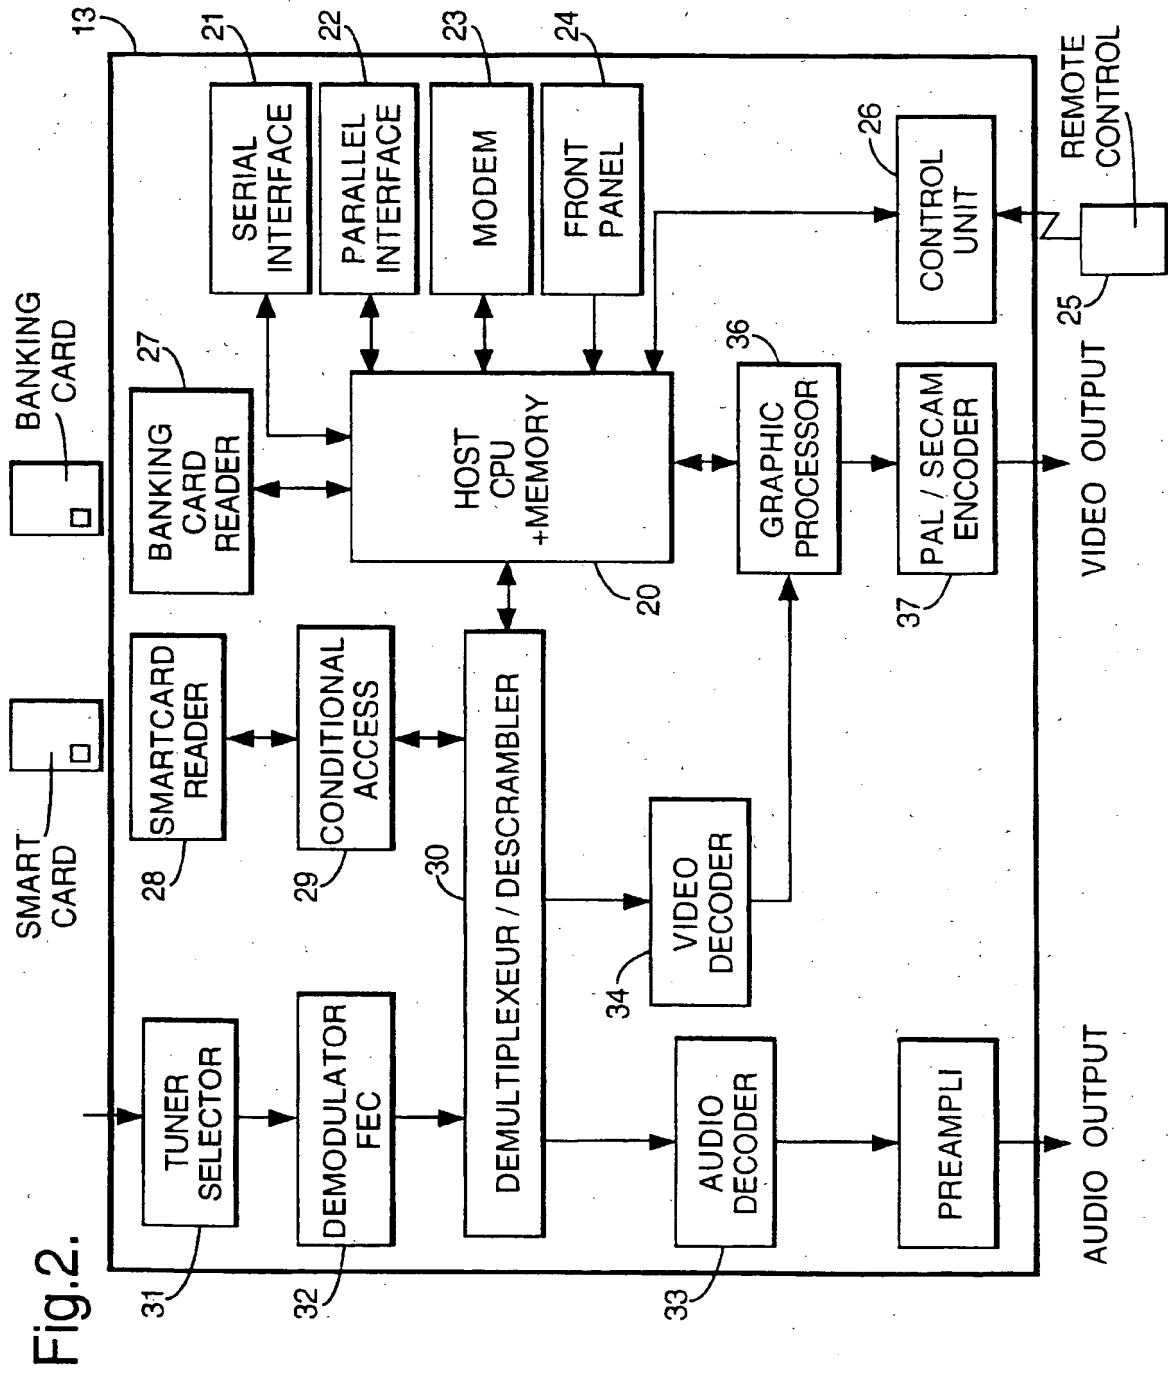 Fig.2.
SMART
CARD
BANKING
CARD
13
31
TUNER
SELECTOR
28
SMARTCARD
READER
27
BANKING
CARD
READER
21
SERIAL
INTERFACE
22
PARALLEL
INTERFACE
23
MODEM
24
FRONT
PANEL
32
DEMODULATOR
FEC
29
CONDITIONAL
ACCESS
30
DEMULTIPLEXEUR / DESCRAMBLER
HOST
CPU
+MEMORY
20
33
AUDIO
DECODER
34
VIDEO
DECODER
36
GRAPHIC
PROCESSOR
26
CONTROL
UNIT
PREAMPLI
37
PAL / SECAM
ENCODER
25
REMOTE
CONTROL
AUDIO OUTPUT
VIDEO OUTPUT